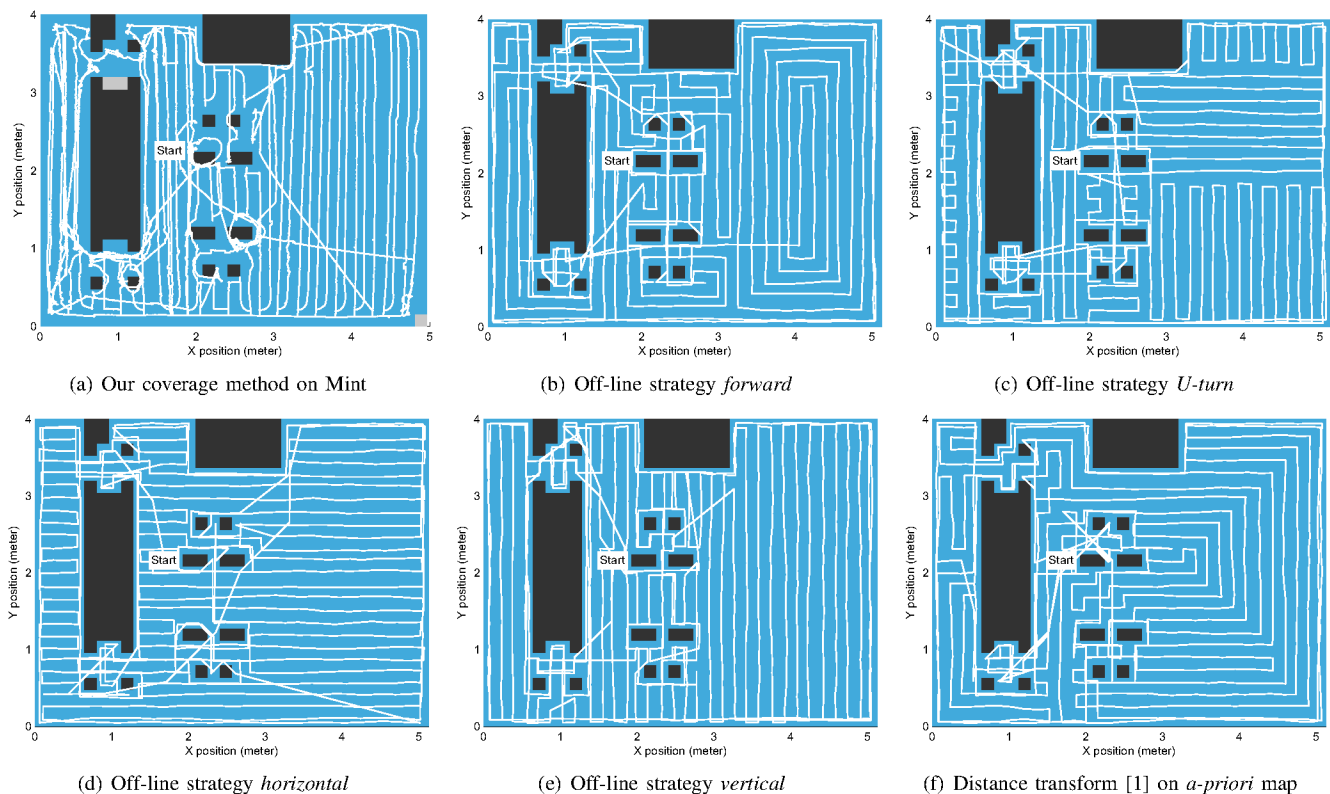 4
3
2
1
0
Y position (meter)
Start
0 1 2 3 4 5
X position (meter)
(a) Our coverage method on Mint
4
3
2
1
0
Y position (meter)
Start
0 1 2 3 4 5
X position (meter)
(b) Off-line strategy forward
4
3
2
1
0
Y position (meter)
Start
0 1 2 3 4 5
X position (meter)
(c) Off-line strategy U-turn
4
3
2
1
0
Y position (meter)
Start
0 1 2 3 4 5
X position (meter)
(d) Off-line strategy horizontal
4
3
2
1
0
Y position (meter)
Start
0 1 2 3 4 5
X position (meter)
(e) Off-line strategy vertical
4
3
2
1
0
Y position (meter)
Start
0 1 2 3 4 5
X position (meter)
(f) Distance transform [1] on a-priori map